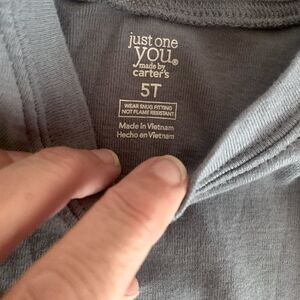 just one
you®
made by
carter's
5T
WEAR SNUG FITTING
NOT FLAME RESISTANT
Made in Vietnam
Hecho en Vietnam